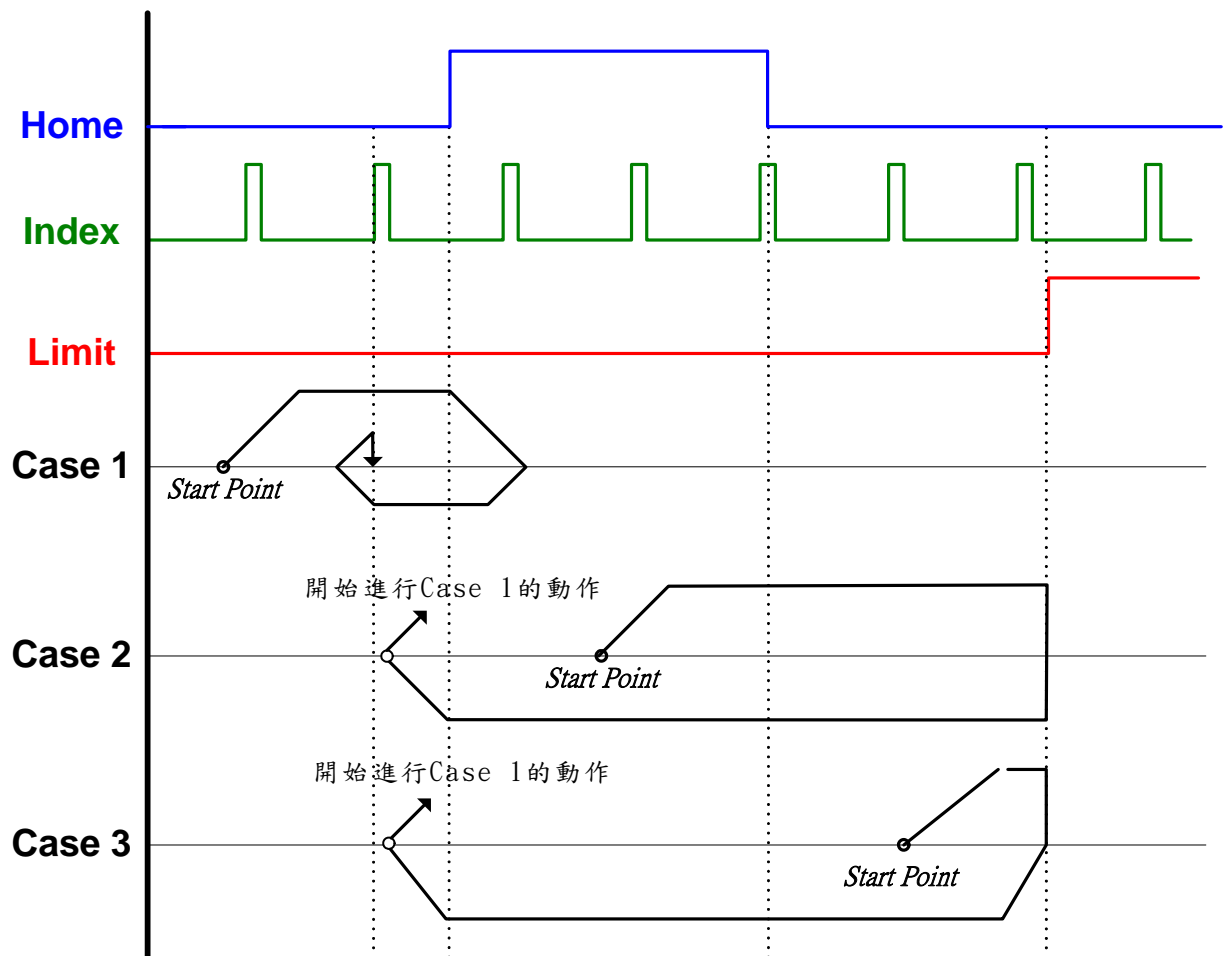 Home
Index
Limit
Case 1
Start Point
開始進行Case 1的動作
Case 2
Start Point
開始進行Case 1的動作
Case 3
Start Point